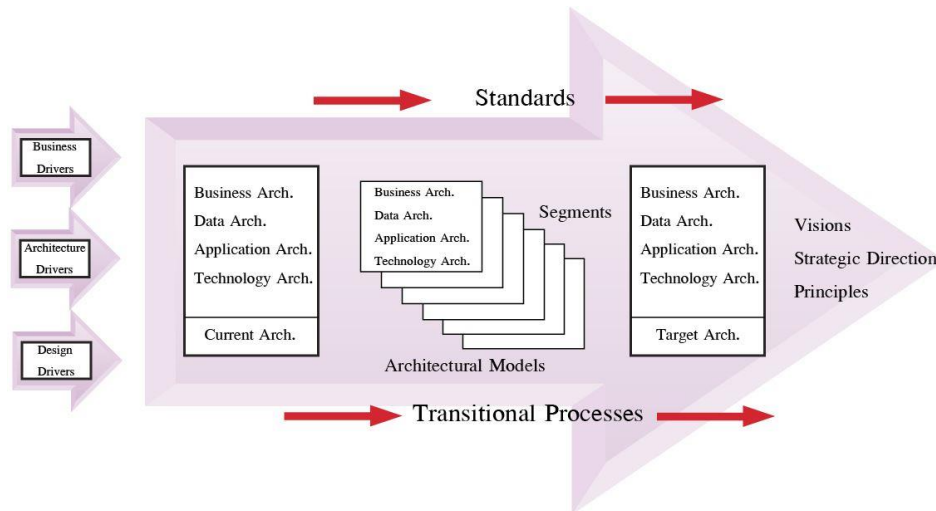 Standards
Business
Drivers
Architecture
Drivers
Design
Drivers
Business Arch.
Data Arch.
Application Arch.
Technology Arch.
Current Arch.
Business Arch.
Data Arch.
Application Arch.
Technology Arch.
Segments
Architectural Models
Business Arch.
Data Arch.
Application Arch.
Technology Arch.
Target Arch.
Visions
Strategic Direction
Principles
Transitional Processes